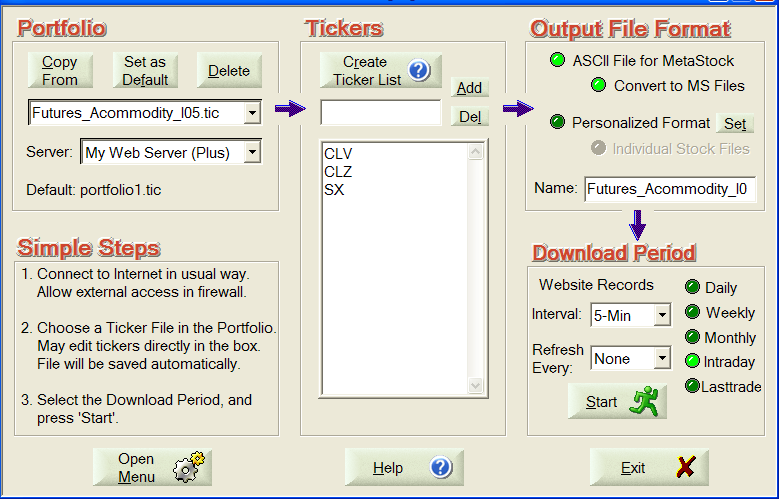 Portfolio
Copy From
Set as Default
Delete
Futures_Acommodity_I05.tic
Server: My Web Server (Plus)
Default: portfolio1.tic
Simple Steps
1. Connect to Internet in usual way.
Allow external access in firewall.
2. Choose a Ticker File in the Portfolio.
May edit tickers directly in the box.
File will be saved automatically.
3. Select the Download Period, and
press 'Start'.
Open Menu
Tickers
Create
Ticker List
?
Add
Del
CLV
CLZ
SX
Help
?
Output File Format
ASCII File for MetaStock
Convert to MS Files
Personalized Format
Set
Individual Stock Files
Name: Futures_Acommodity_I0
Download Period
Website Records
Interval: 5-Min
Refresh
Every: None
Start
Daily
Weekly
Monthly
Intraday
Lasttrade
Exit